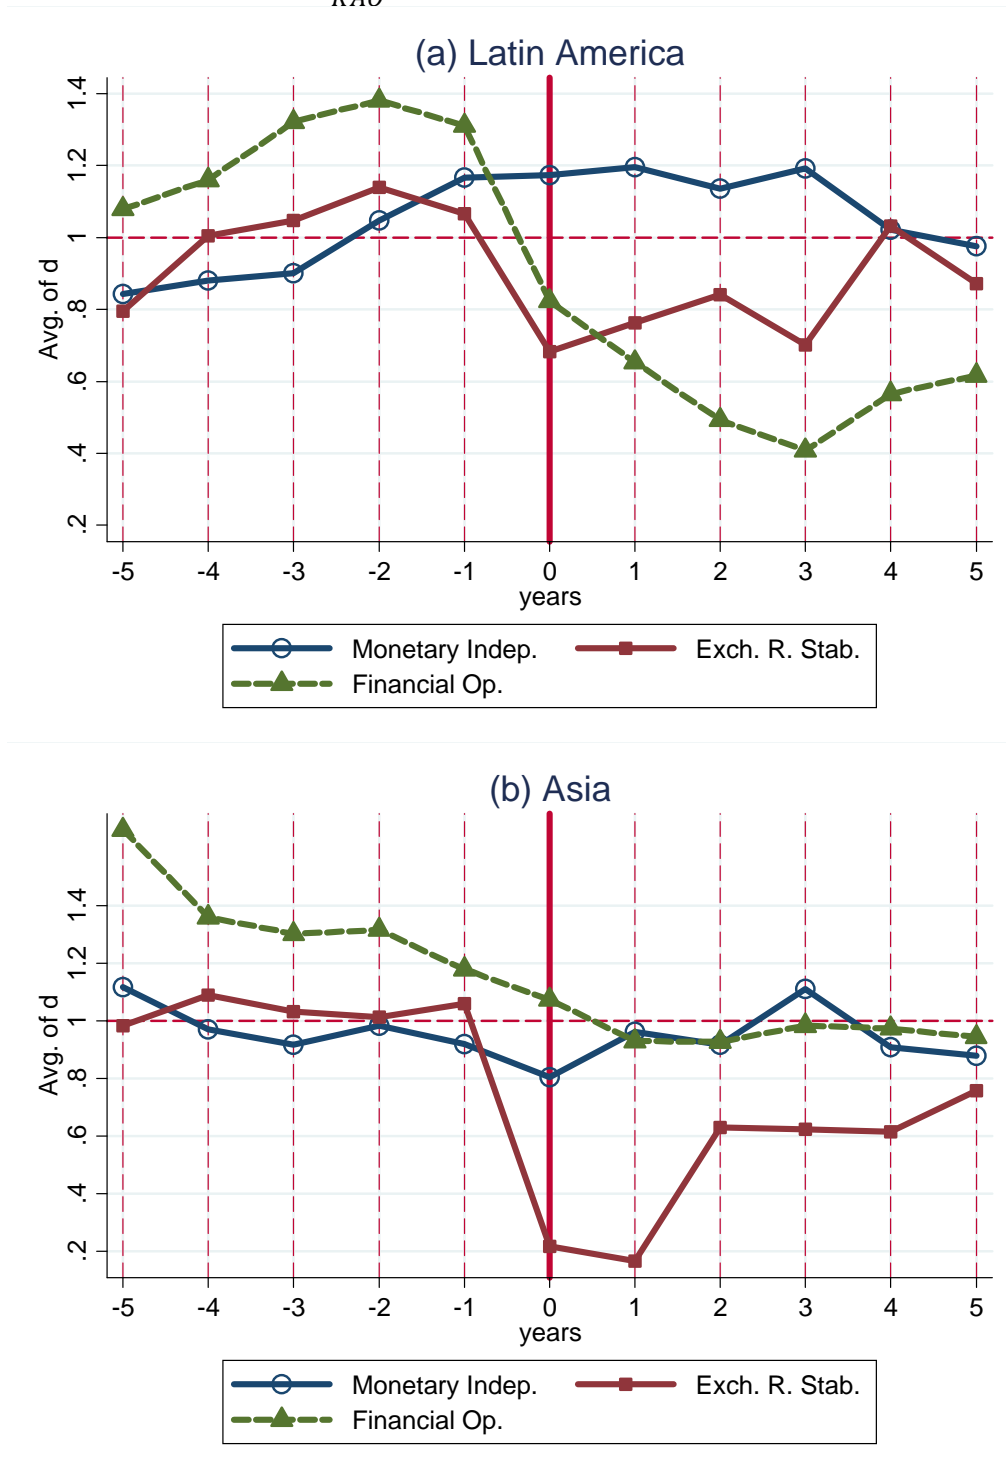 (a) Latin America
1.4
1.2
1
.8
.6
.4
.2
Avg. of d
-5 -4 -3 -2 -1 0 1 2 3 4 5
years
Monetary Indep. Exch. R. Stab.
Financial Op.
(b) Asia
1.4
1.2
1
.8
.6
.4
.2
Avg. of d
-5 -4 -3 -2 -1 0 1 2 3 4 5
years
Monetary Indep. Exch. R. Stab.
Financial Op.